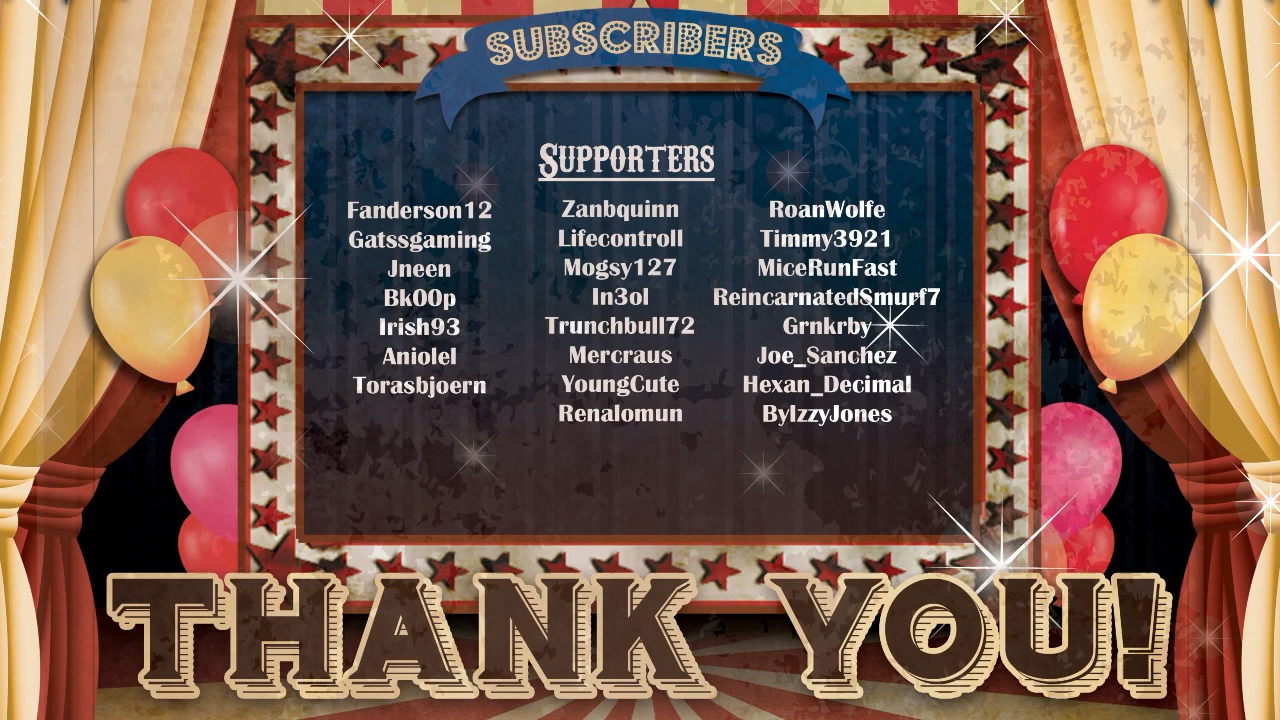 SUBSCRIBERS
SUPPORTERS
Fanderson12
Gatssgaming
Jneen
Bk00p
Irish93
Aniolel
Torasbjoern
Zanbquinn
Lifecontroll
Mogsy127
In3ol
Trunchbull72
Mercraus
YoungCute
Renalomun
RoanWolfe
Timmy3921
MiceRunFast
ReincarnatedSmurf7
Grnkrby
Joe_Sanchez
Hexan_Decimal
ByIzzyJones
THANK YOU!